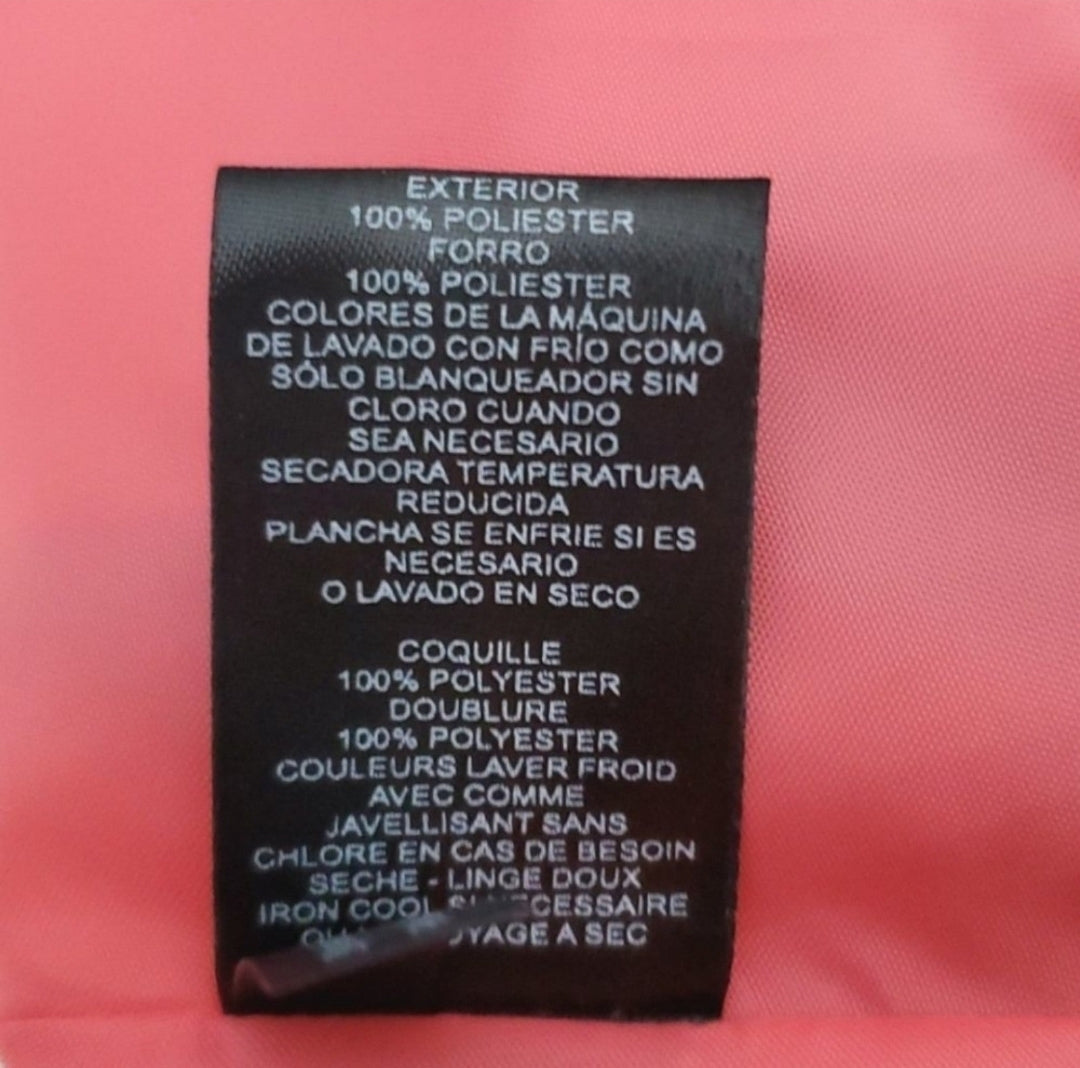 EXTERIOR
100% POLIESTER
FORRO
100% POLIESTER
COLORES DE LA MÁQUINA
DE LAVADO CON FRÍO COMO
SÓLO BLANQUEADOR SIN
CLORO CUANDO
SEA NECESARIO
SECADORA TEMPERATURA
REDUCIDA
PLANCHA SE ENFRIE SI ES
NECESARIO
O LAVADO EN SECO
COQUILLE
100% POLYESTER
DOUBLURE
100% POLYESTER
COULEURS LAVER FROID
AVEC COMME
JAVELLISANT SANS
CHLORE EN CAS DE BESOIN
SECHE - LINGE DOUX
IRON COOL SI NECESSAIRE
A SEC